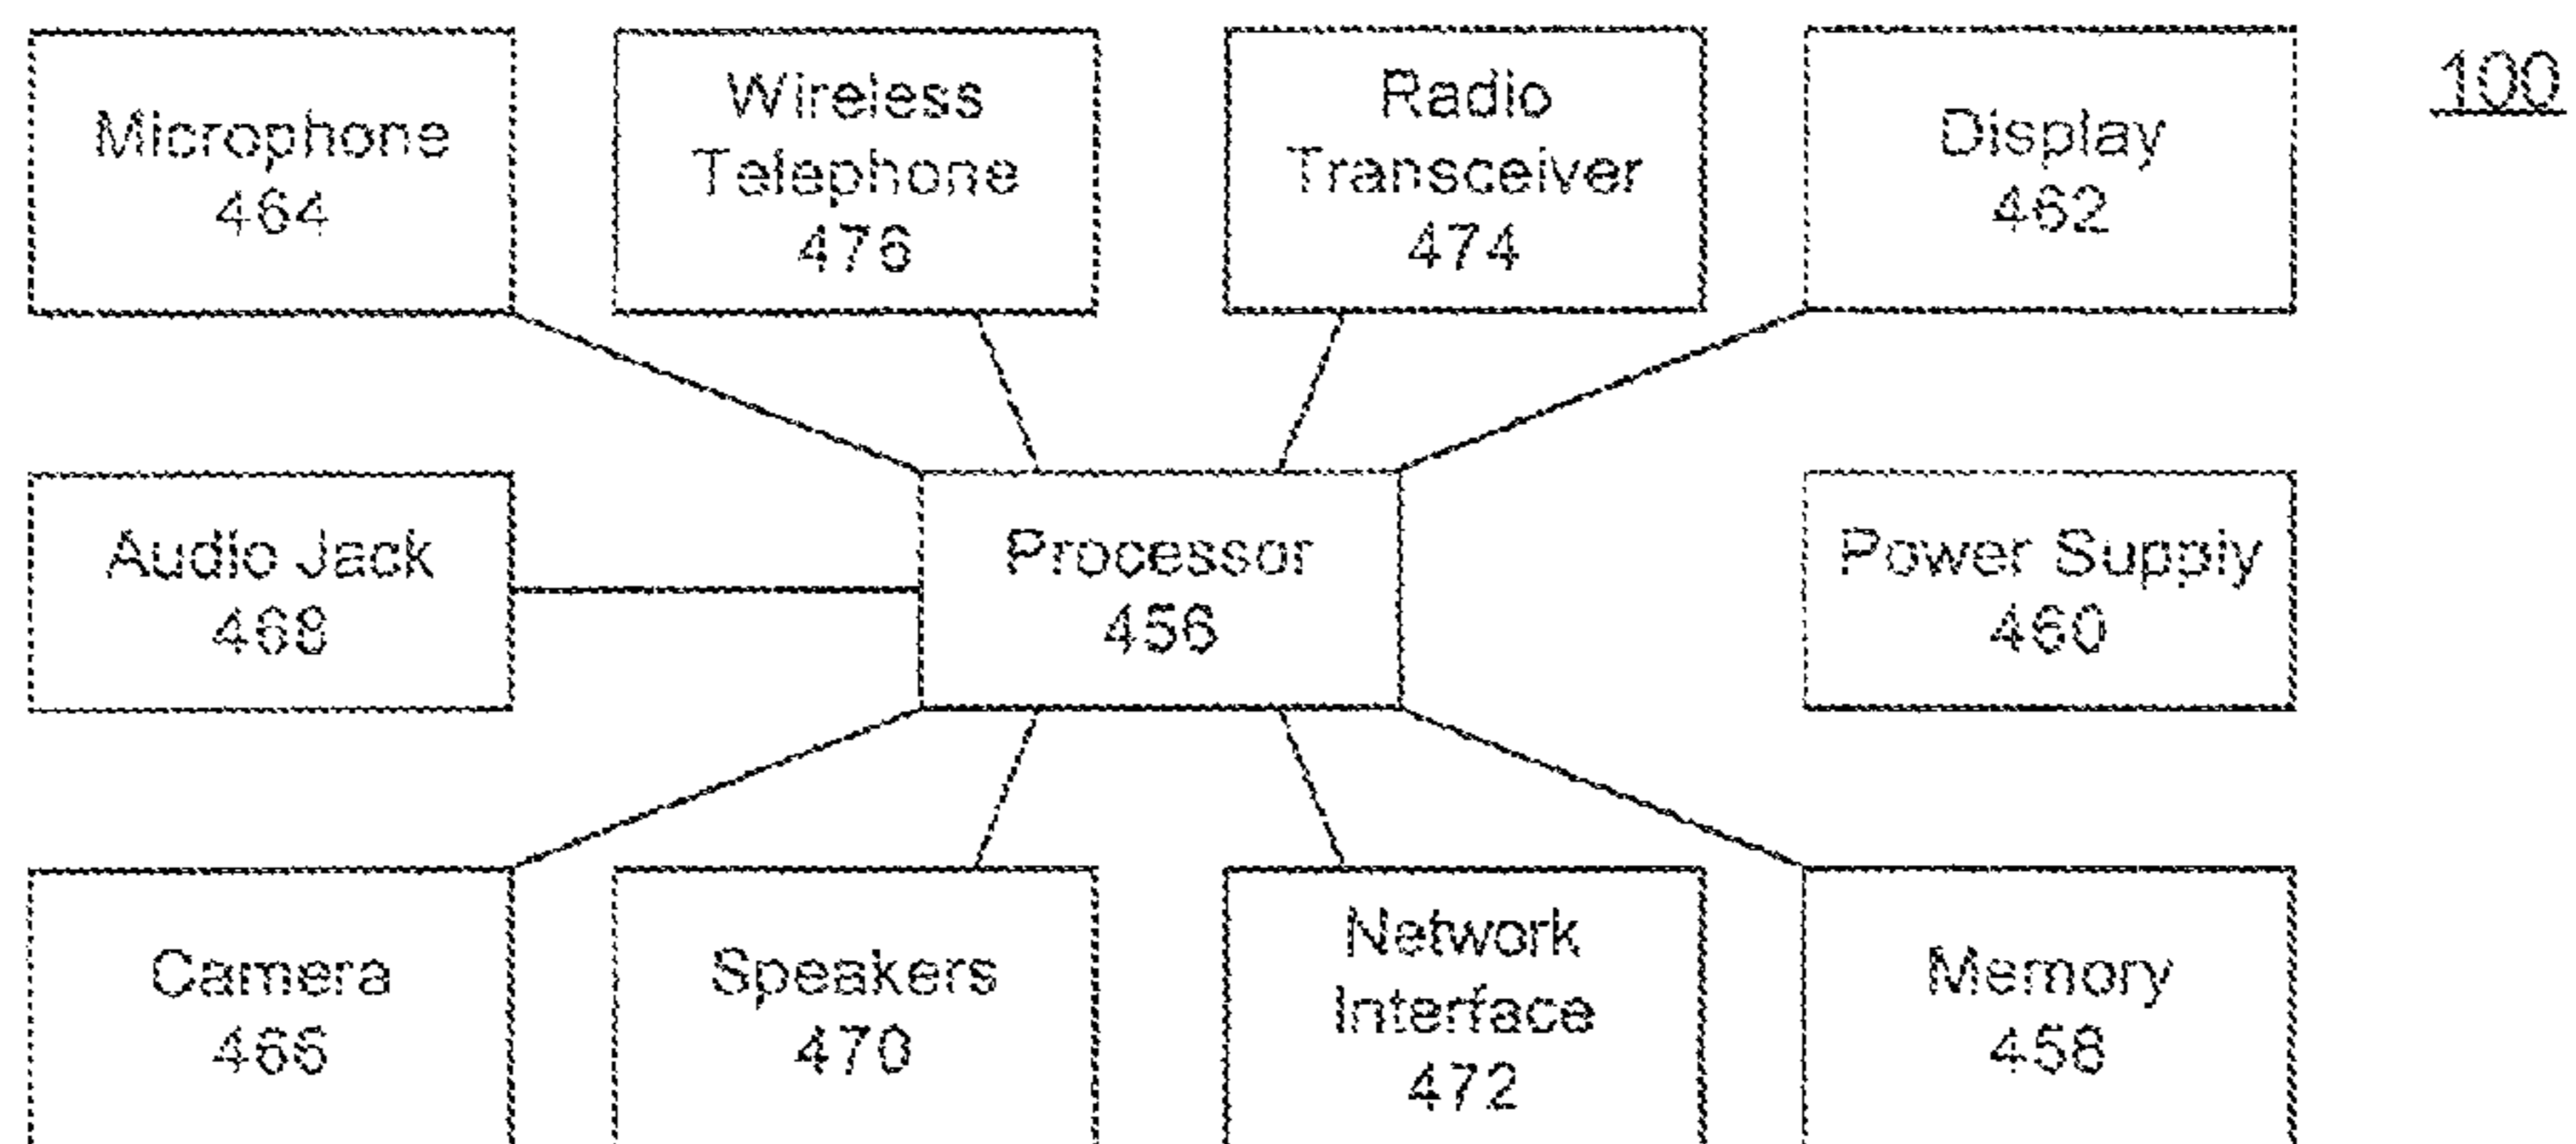 Microphone
464
Wireless
Telephone
476
Radio
Transceiver
474
Display
462
100
Audio Jack
468
Processor
456
Power Supply
460
Camera
466
Speakers
470
Network
Interface
472
Memory
458